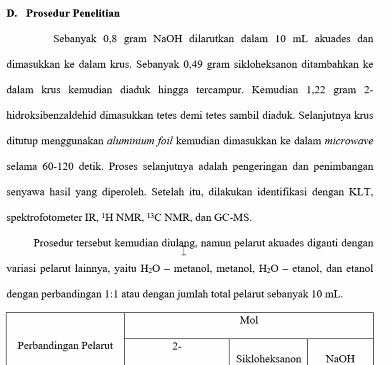 D. Prosedur Penelitian
Sebanyak 0,8 gram NaOH dilarutkan dalam 10 mL akuades dan
dimasukkan ke dalam krus. Sebanyak 0,49 gram sikloheksanon ditambahkan ke
dalam krus kemudian diaduk hingga tercampur. Kemudian 1,22 gram 2-
hidroksibenzaldehid dimasukkan tetes demi tetes sambil diaduk. Selanjutnya krus
ditutup menggunakan aluminium foil kemudian dimasukkan ke dalam microwave
selama 60-120 detik. Proses selanjutnya adalah pengeringan dan penimbangan
senyawa hasil yang diperoleh. Setelah itu, dilakukan identifikasi dengan KLT,
spektrofotometer IR, ¹H NMR, ¹³C NMR, dan GC-MS.
Prosedur tersebut kemudian diulang, namun pelarut akuades diganti dengan
variasi pelarut lainnya, yaitu H₂O – metanol, metanol, H₂O – etanol, dan etanol
dengan perbandingan 1:1 atau dengan jumlah total pelarut sebanyak 10 mL.
Mol
Perbandingan Pelarut
2-
Sikloheksanon NaOH